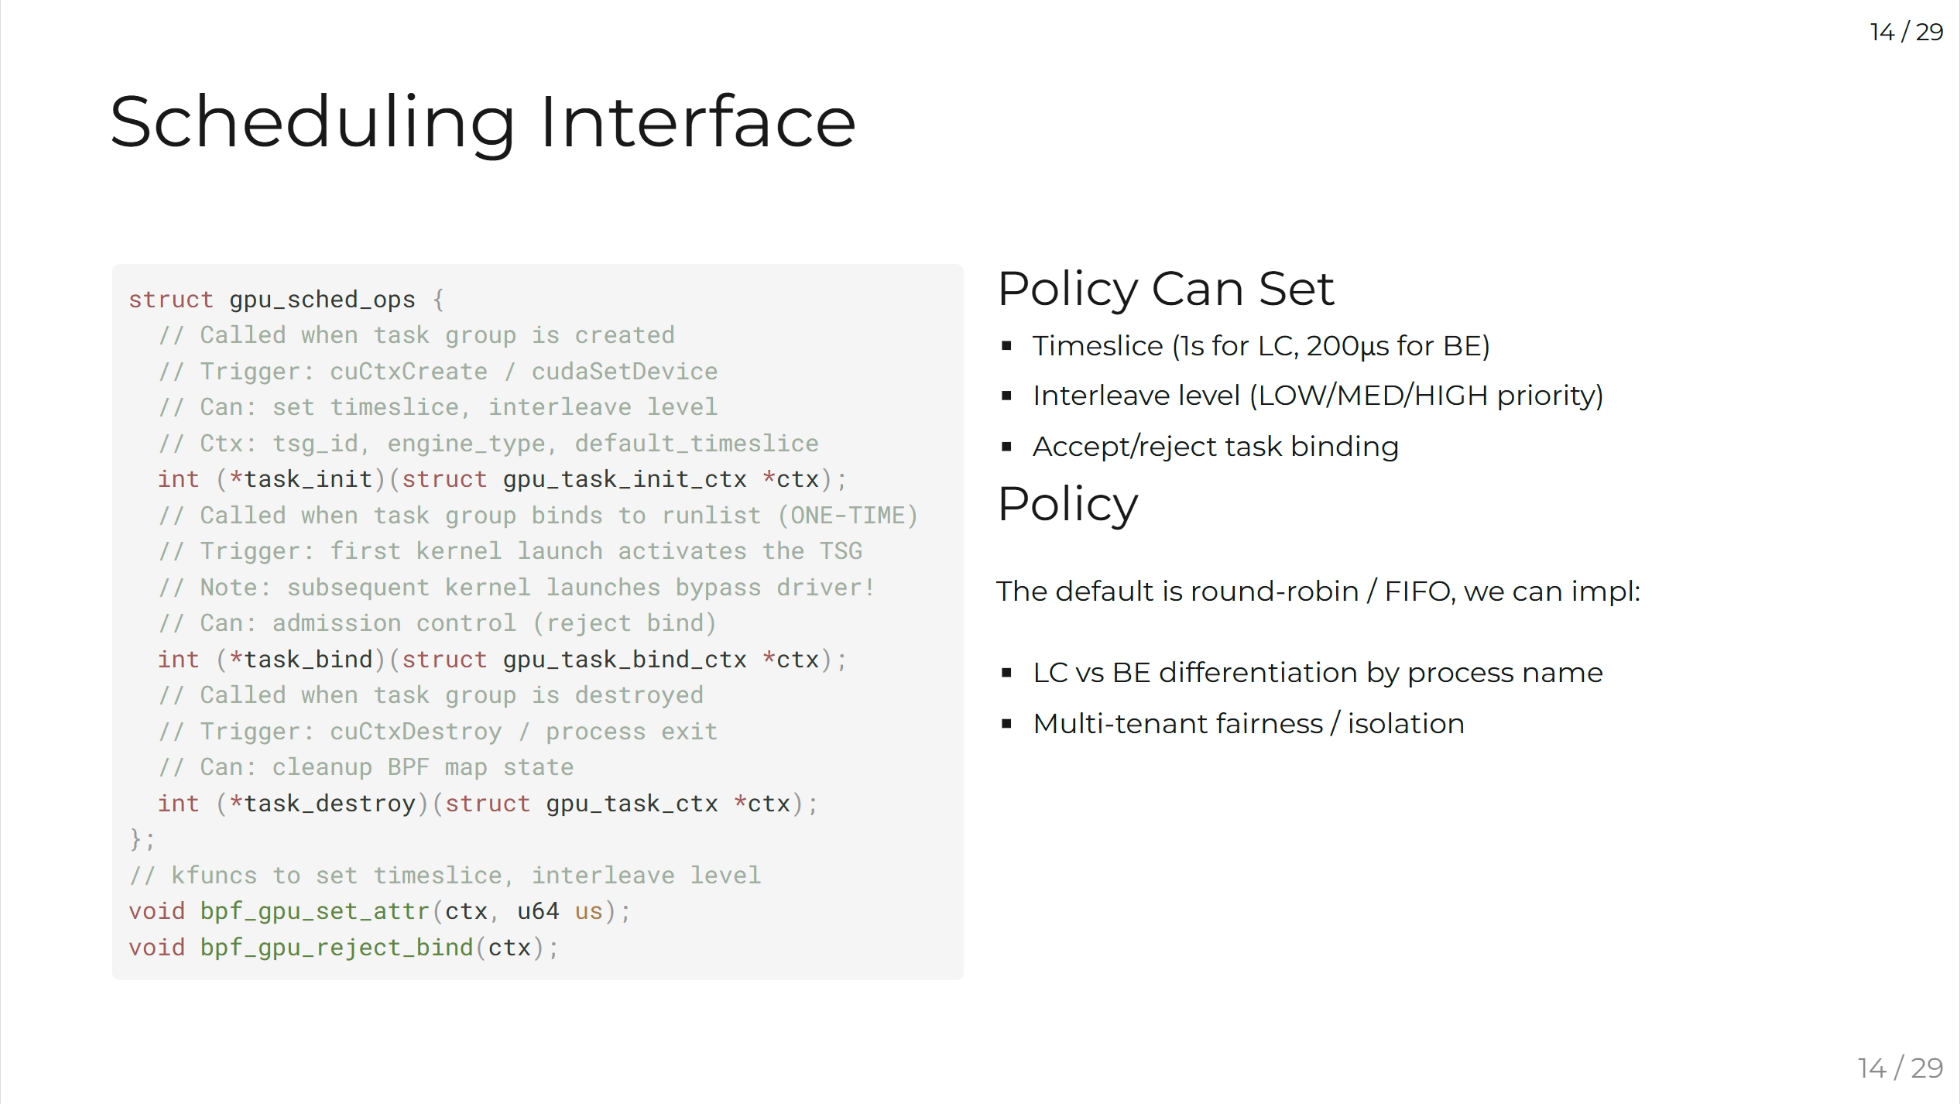 14 / 29
Scheduling Interface
struct gpu_sched_ops {
  // Called when task group is created
  // Trigger: cuCtxCreate / cudaSetDevice
  // Can: set timeslice, interleave level
  // Ctx: tsg_id, engine_type, default_timeslice
  int (*task_init)(struct gpu_task_init_ctx *ctx);
  // Called when task group binds to runlist (ONE-TIME)
  // Trigger: first kernel launch activates the TSG
  // Note: subsequent kernel launches bypass driver!
  // Can: admission control (reject bind)
  int (*task_bind)(struct gpu_task_bind_ctx *ctx);
  // Called when task group is destroyed
  // Trigger: cuCtxDestroy / process exit
  // Can: cleanup BPF map state
  int (*task_destroy)(struct gpu_task_ctx *ctx);
};
// kfuncs to set timeslice, interleave level
void bpf_gpu_set_attr(ctx, u64 us);
void bpf_gpu_reject_bind(ctx);
Policy Can Set
▪ Timeslice (1s for LC, 200µs for BE)
▪ Interleave level (LOW/MED/HIGH priority)
▪ Accept/reject task binding
Policy
The default is round-robin / FIFO, we can impl:
▪ LC vs BE differentiation by process name
▪ Multi-tenant fairness / isolation
14 / 29